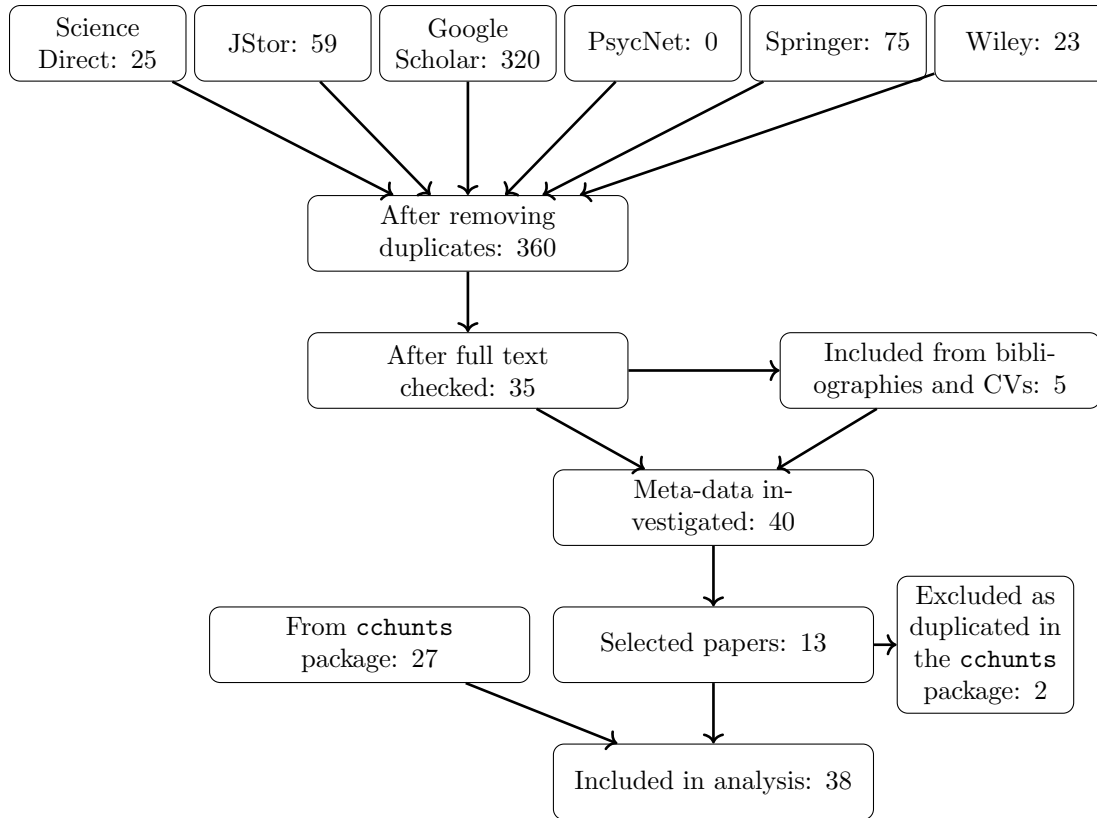 Science
Direct: 25
JStor: 59
Google
Scholar: 320
PsycNet: 0
Springer: 75
Wiley: 23
After removing
duplicates: 360
After full text
checked: 35
Included from bibli-
ographies and CVs: 5
Meta-data in-
vestigated: 40
From cchunts
package: 27
Selected papers: 13
Excluded as
duplicated in
the cchunts
package: 2
Included in analysis: 38